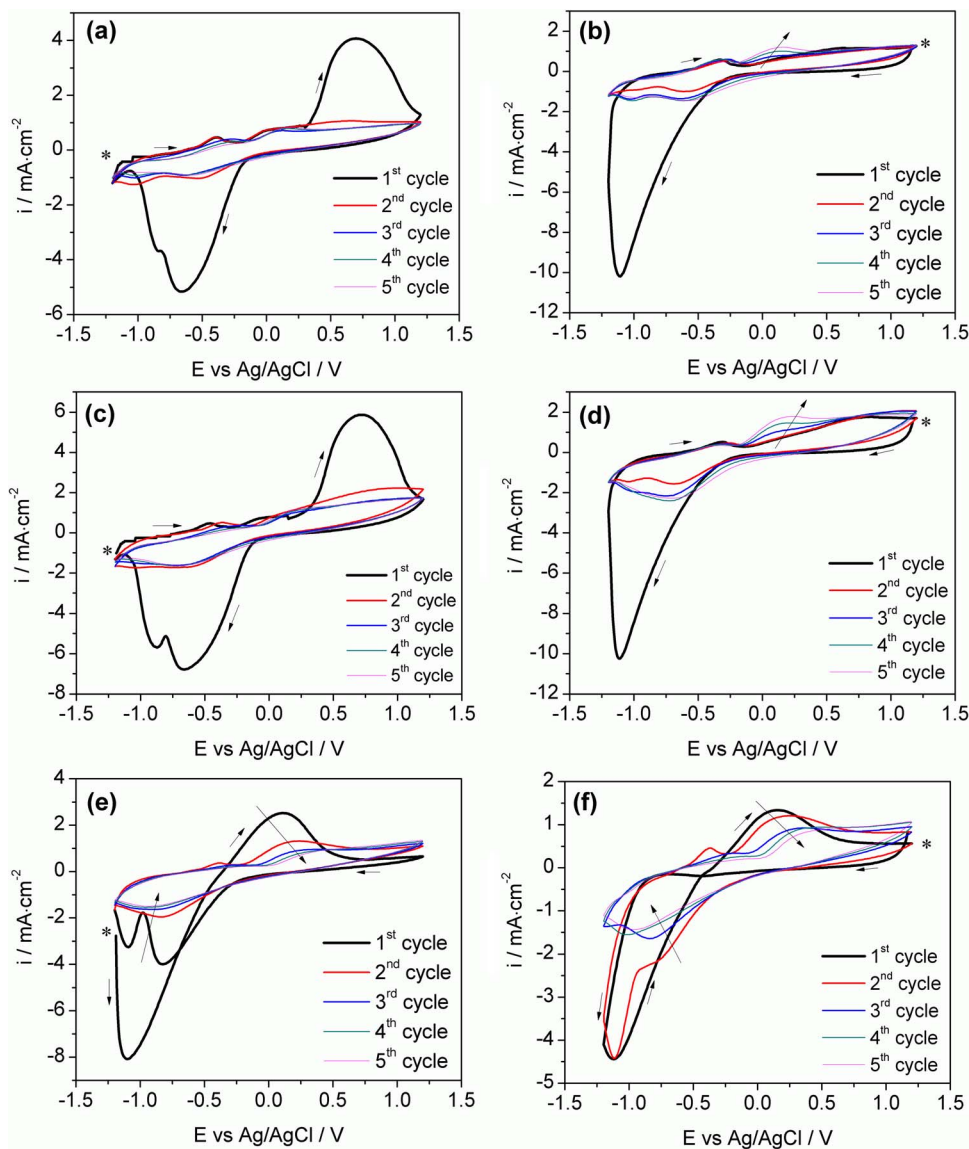 (a)
4
2
0
-2
-4
-6
i / mA·cm-2
*
1st cycle
2nd cycle
3rd cycle
4th cycle
5th cycle
-1.5 -1.0 -0.5 0.0 0.5 1.0 1.5
E vs Ag/AgCl / V
(b)
2
0
-2
-4
-6
-8
-10
-12
i / mA·cm-2
*
1st cycle
2nd cycle
3rd cycle
4th cycle
5th cycle
-1.5 -1.0 -0.5 0.0 0.5 1.0 1.5
E vs Ag/AgCl / V
(c)
6
4
2
0
-2
-4
-6
-8
i / mA·cm-2
*
1st cycle
2nd cycle
3rd cycle
4th cycle
5th cycle
-1.5 -1.0 -0.5 0.0 0.5 1.0 1.5
E vs Ag/AgCl / V
(d)
4
2
0
-2
-4
-6
-8
-10
-12
i / mA·cm-2
*
1st cycle
2nd cycle
3rd cycle
4th cycle
5th cycle
-1.5 -1.0 -0.5 0.0 0.5 1.0 1.5
E vs Ag/AgCl / V
(e)
4
2
0
-2
-4
-6
-8
i / mA·cm-2
*
1st cycle
2nd cycle
3rd cycle
4th cycle
5th cycle
-1.5 -1.0 -0.5 0.0 0.5 1.0 1.5
E vs Ag/AgCl / V
(f)
2
1
0
-1
-2
-3
-4
-5
i / mA·cm-2
*
1st cycle
2nd cycle
3rd cycle
4th cycle
5th cycle
-1.5 -1.0 -0.5 0.0 0.5 1.0 1.5
E vs Ag/AgCl / V